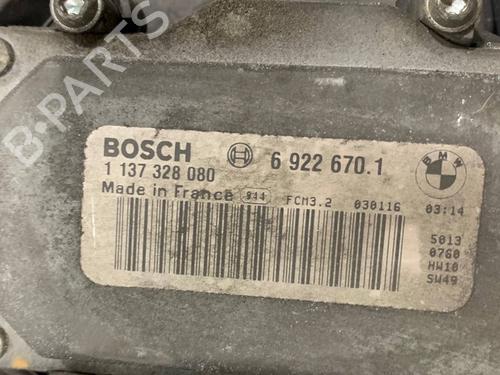 B-PARTS
BOSCH 6 922 670.1 BMW
1 137 328 080
Made in France 944 FCM3.2 030116 03:14
5013
0760
HW10
SW49